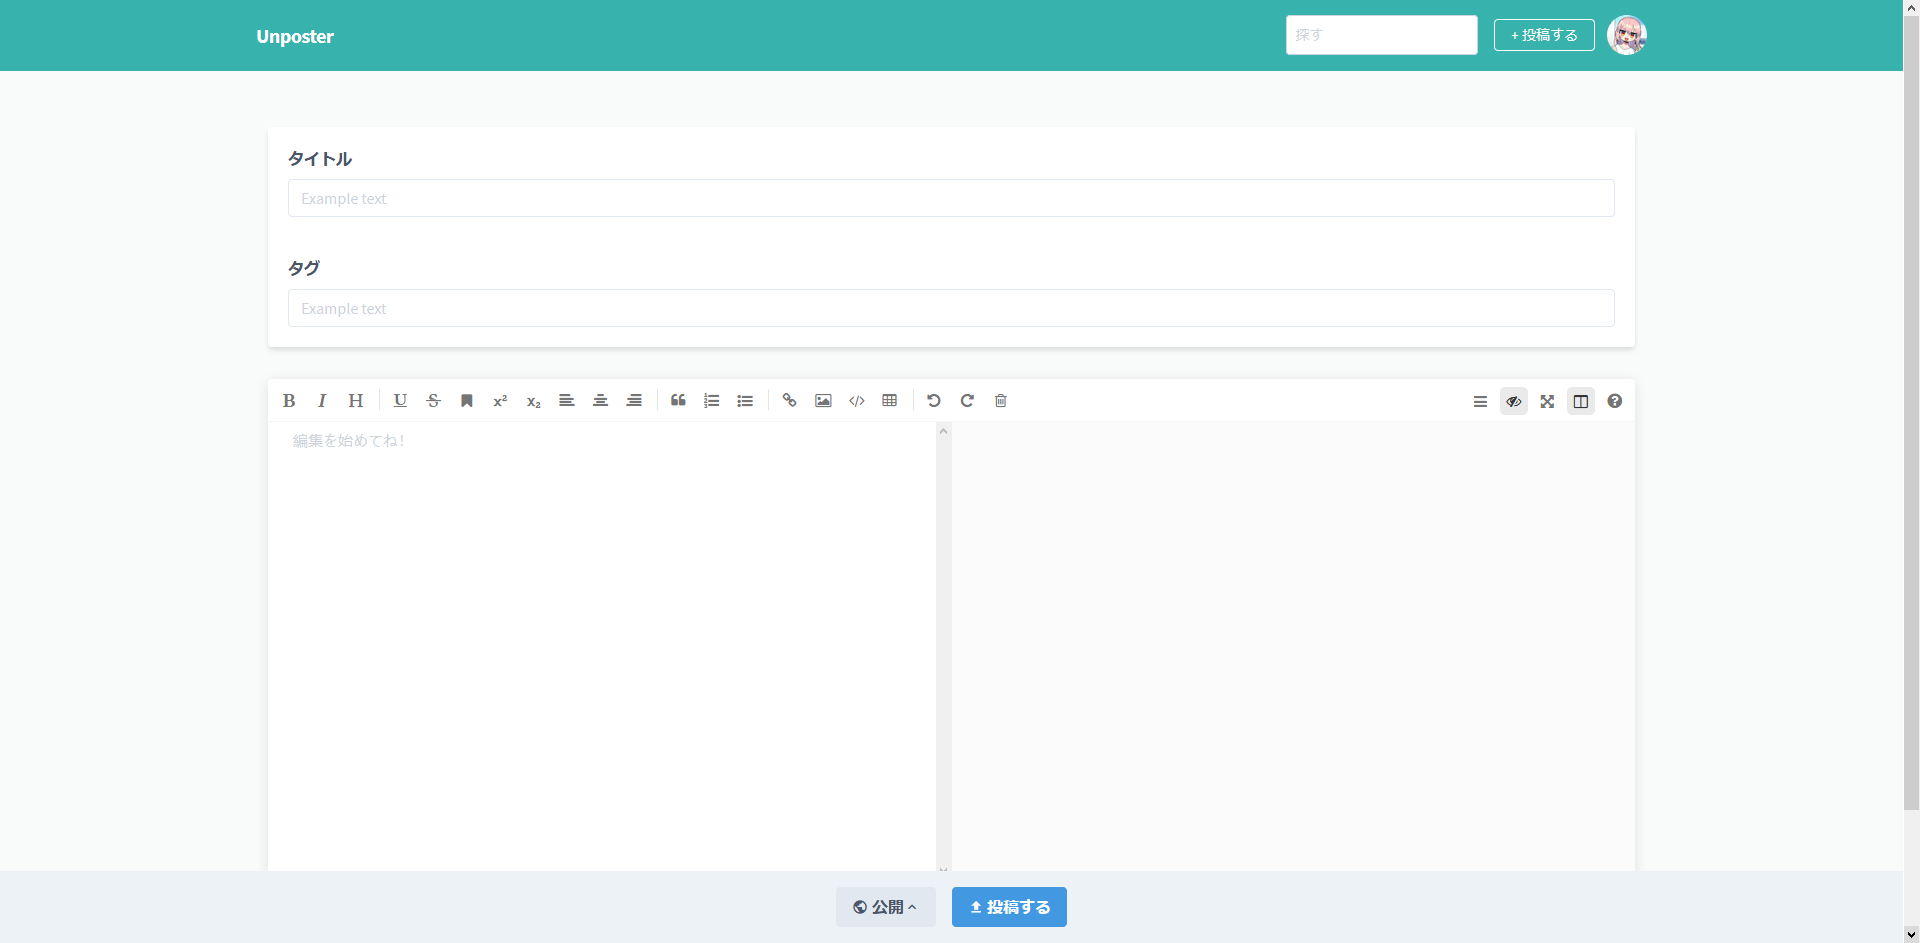 Unposter
探す
+ 投稿する
タイトル
Example text
タグ
Example text
B I H U S x² x₂
編集を始めてね!
公開
投稿する